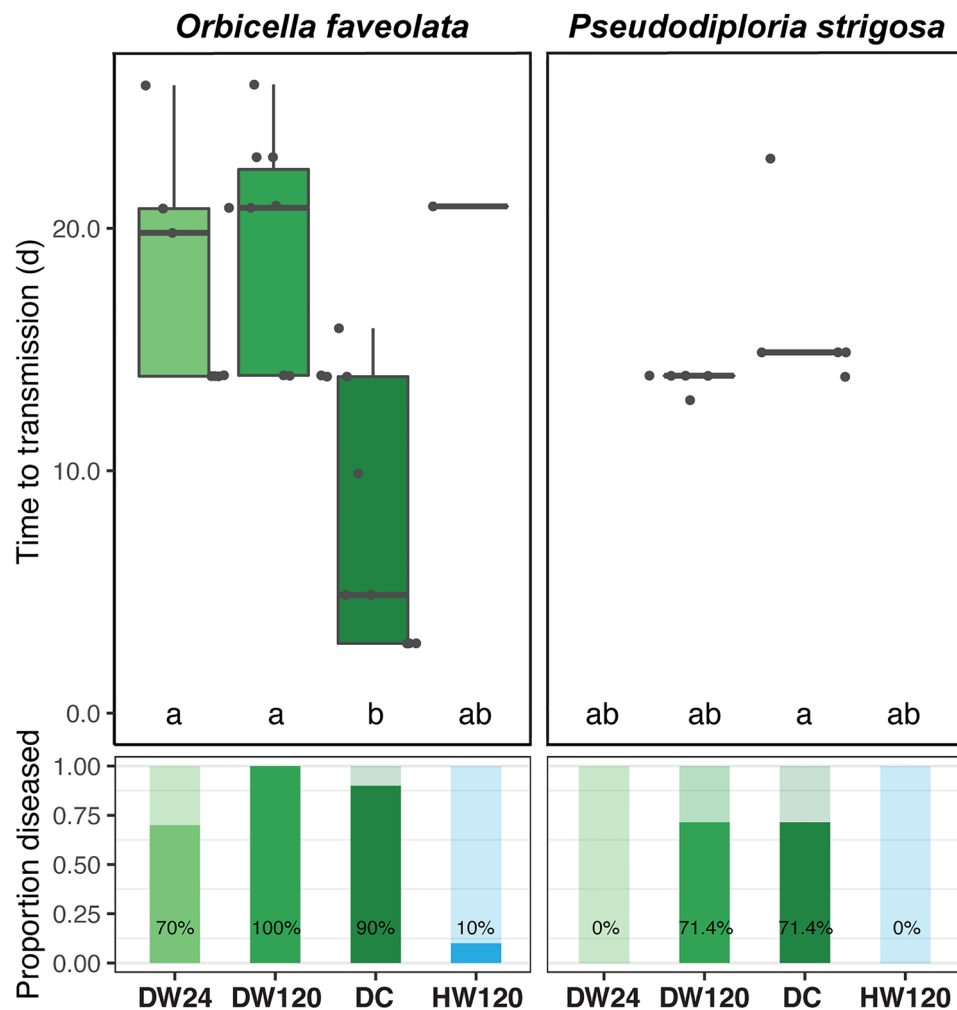 Orbicella faveolata
Pseudodiploria strigosa
Time to transmission (d)
20.0
10.0
0.0
a a b ab
ab ab a ab
Proportion diseased
1.00
0.75
0.50
0.25
0.00
70% 100% 90% 10%
0% 71.4% 71.4% 0%
DW24 DW120 DC HW120
DW24 DW120 DC HW120